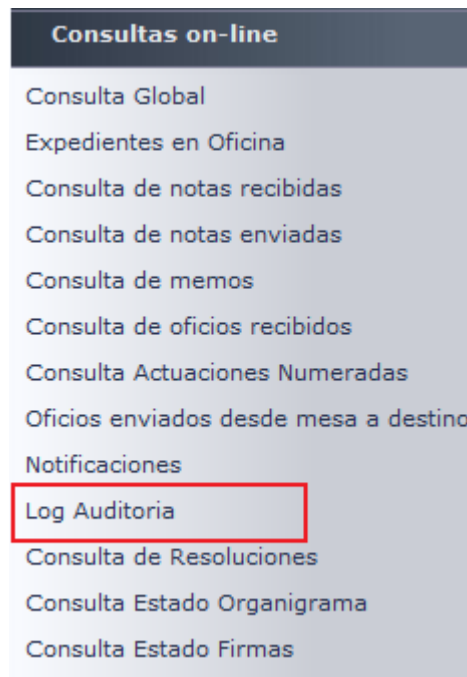 Consultas on-line
Consulta Global
Expedientes en Oficina
Consulta de notas recibidas
Consulta de notas enviadas
Consulta de memos
Consulta de oficios recibidos
Consulta Actuaciones Numeradas
Oficios enviados desde mesa a destino
Notificaciones
Log Auditoria
Consulta de Resoluciones
Consulta Estado Organigrama
Consulta Estado Firmas